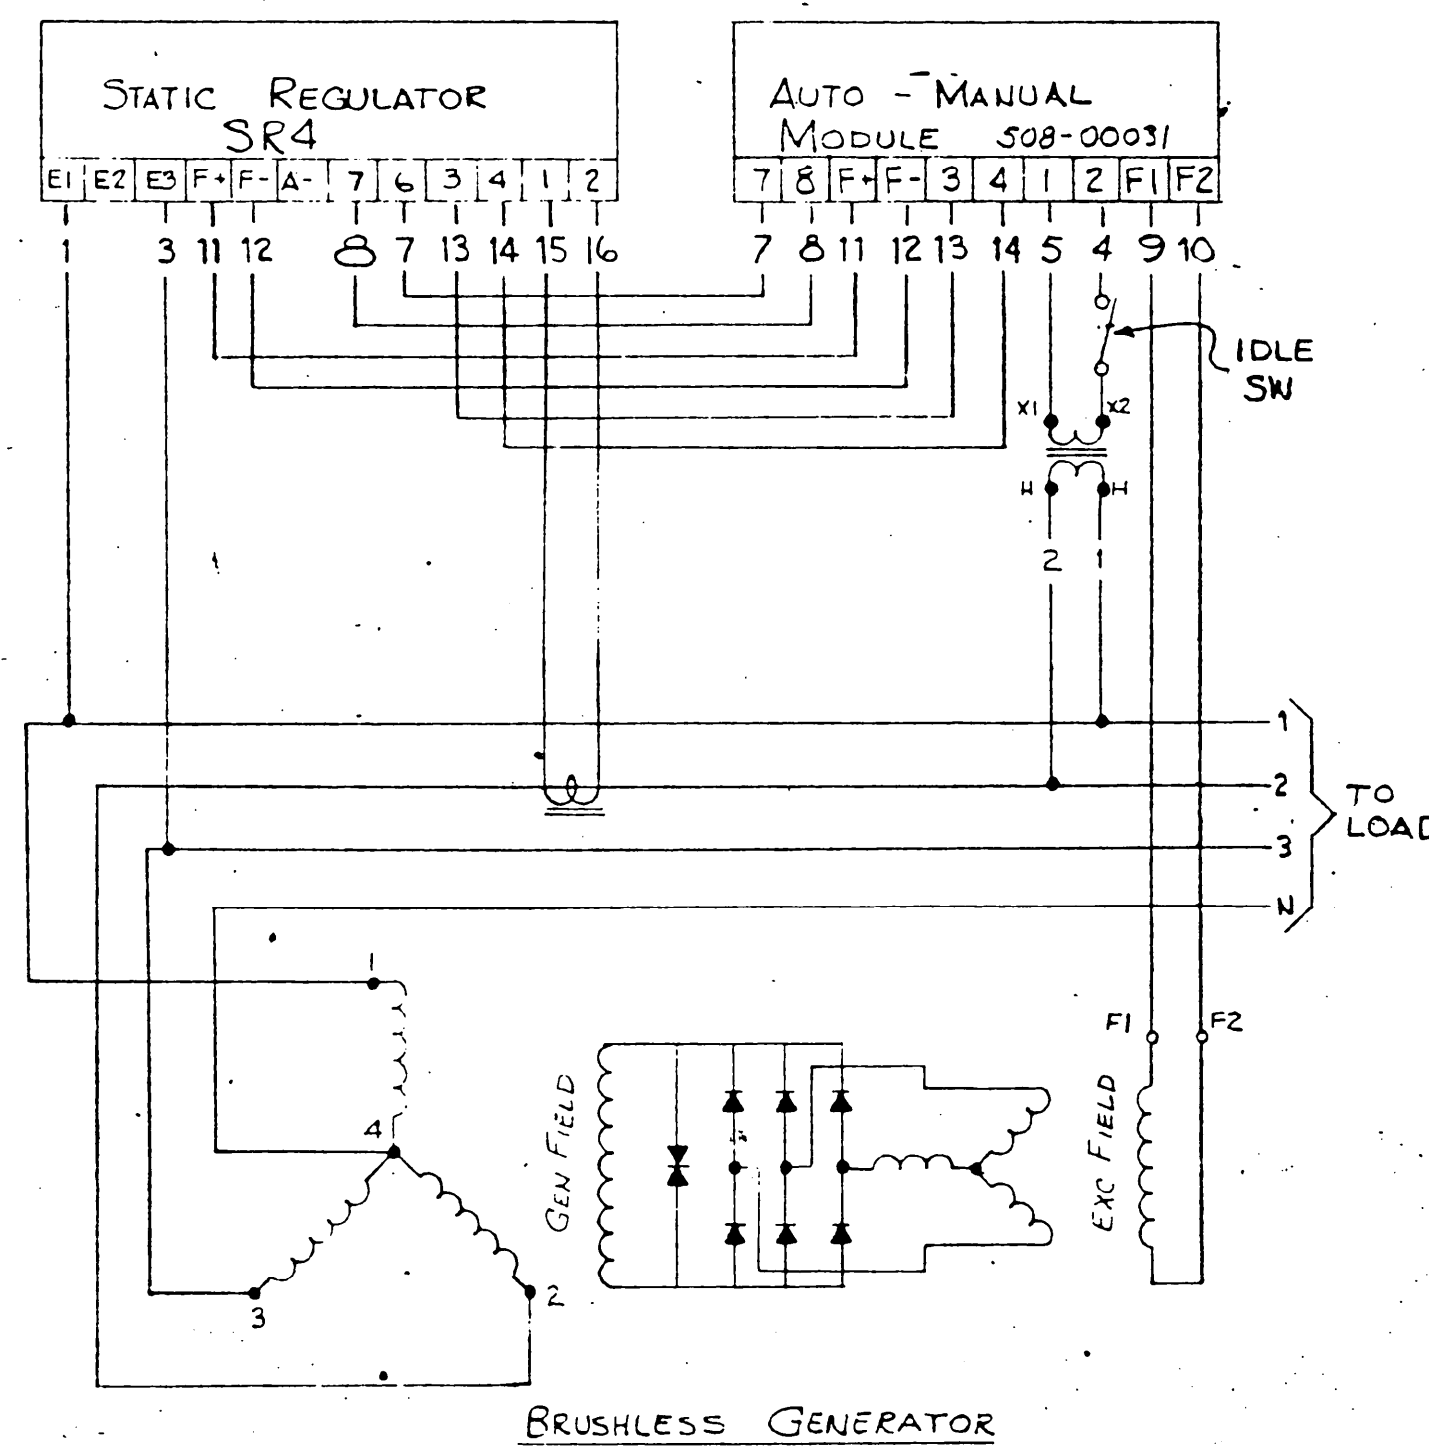 STATIC REGULATOR
SR4
E1 E2 E3 F+ F- A- 7 6 3 4 1 2
1 3 11 12 8 7 13 14 15 16
AUTO - MANUAL
MODULE 508-00031
7 8 F+ F- 3 4 1 2 F1 F2
7 8 11 12 13 14 5 4 9 10
IDLE
SW
X1 X2
H H
2 1
1
2
3
N
TO
LOAD
1
4
3
2
GEN FIELD
EXC FIELD
F1 F2
BRUSHLESS GENERATOR